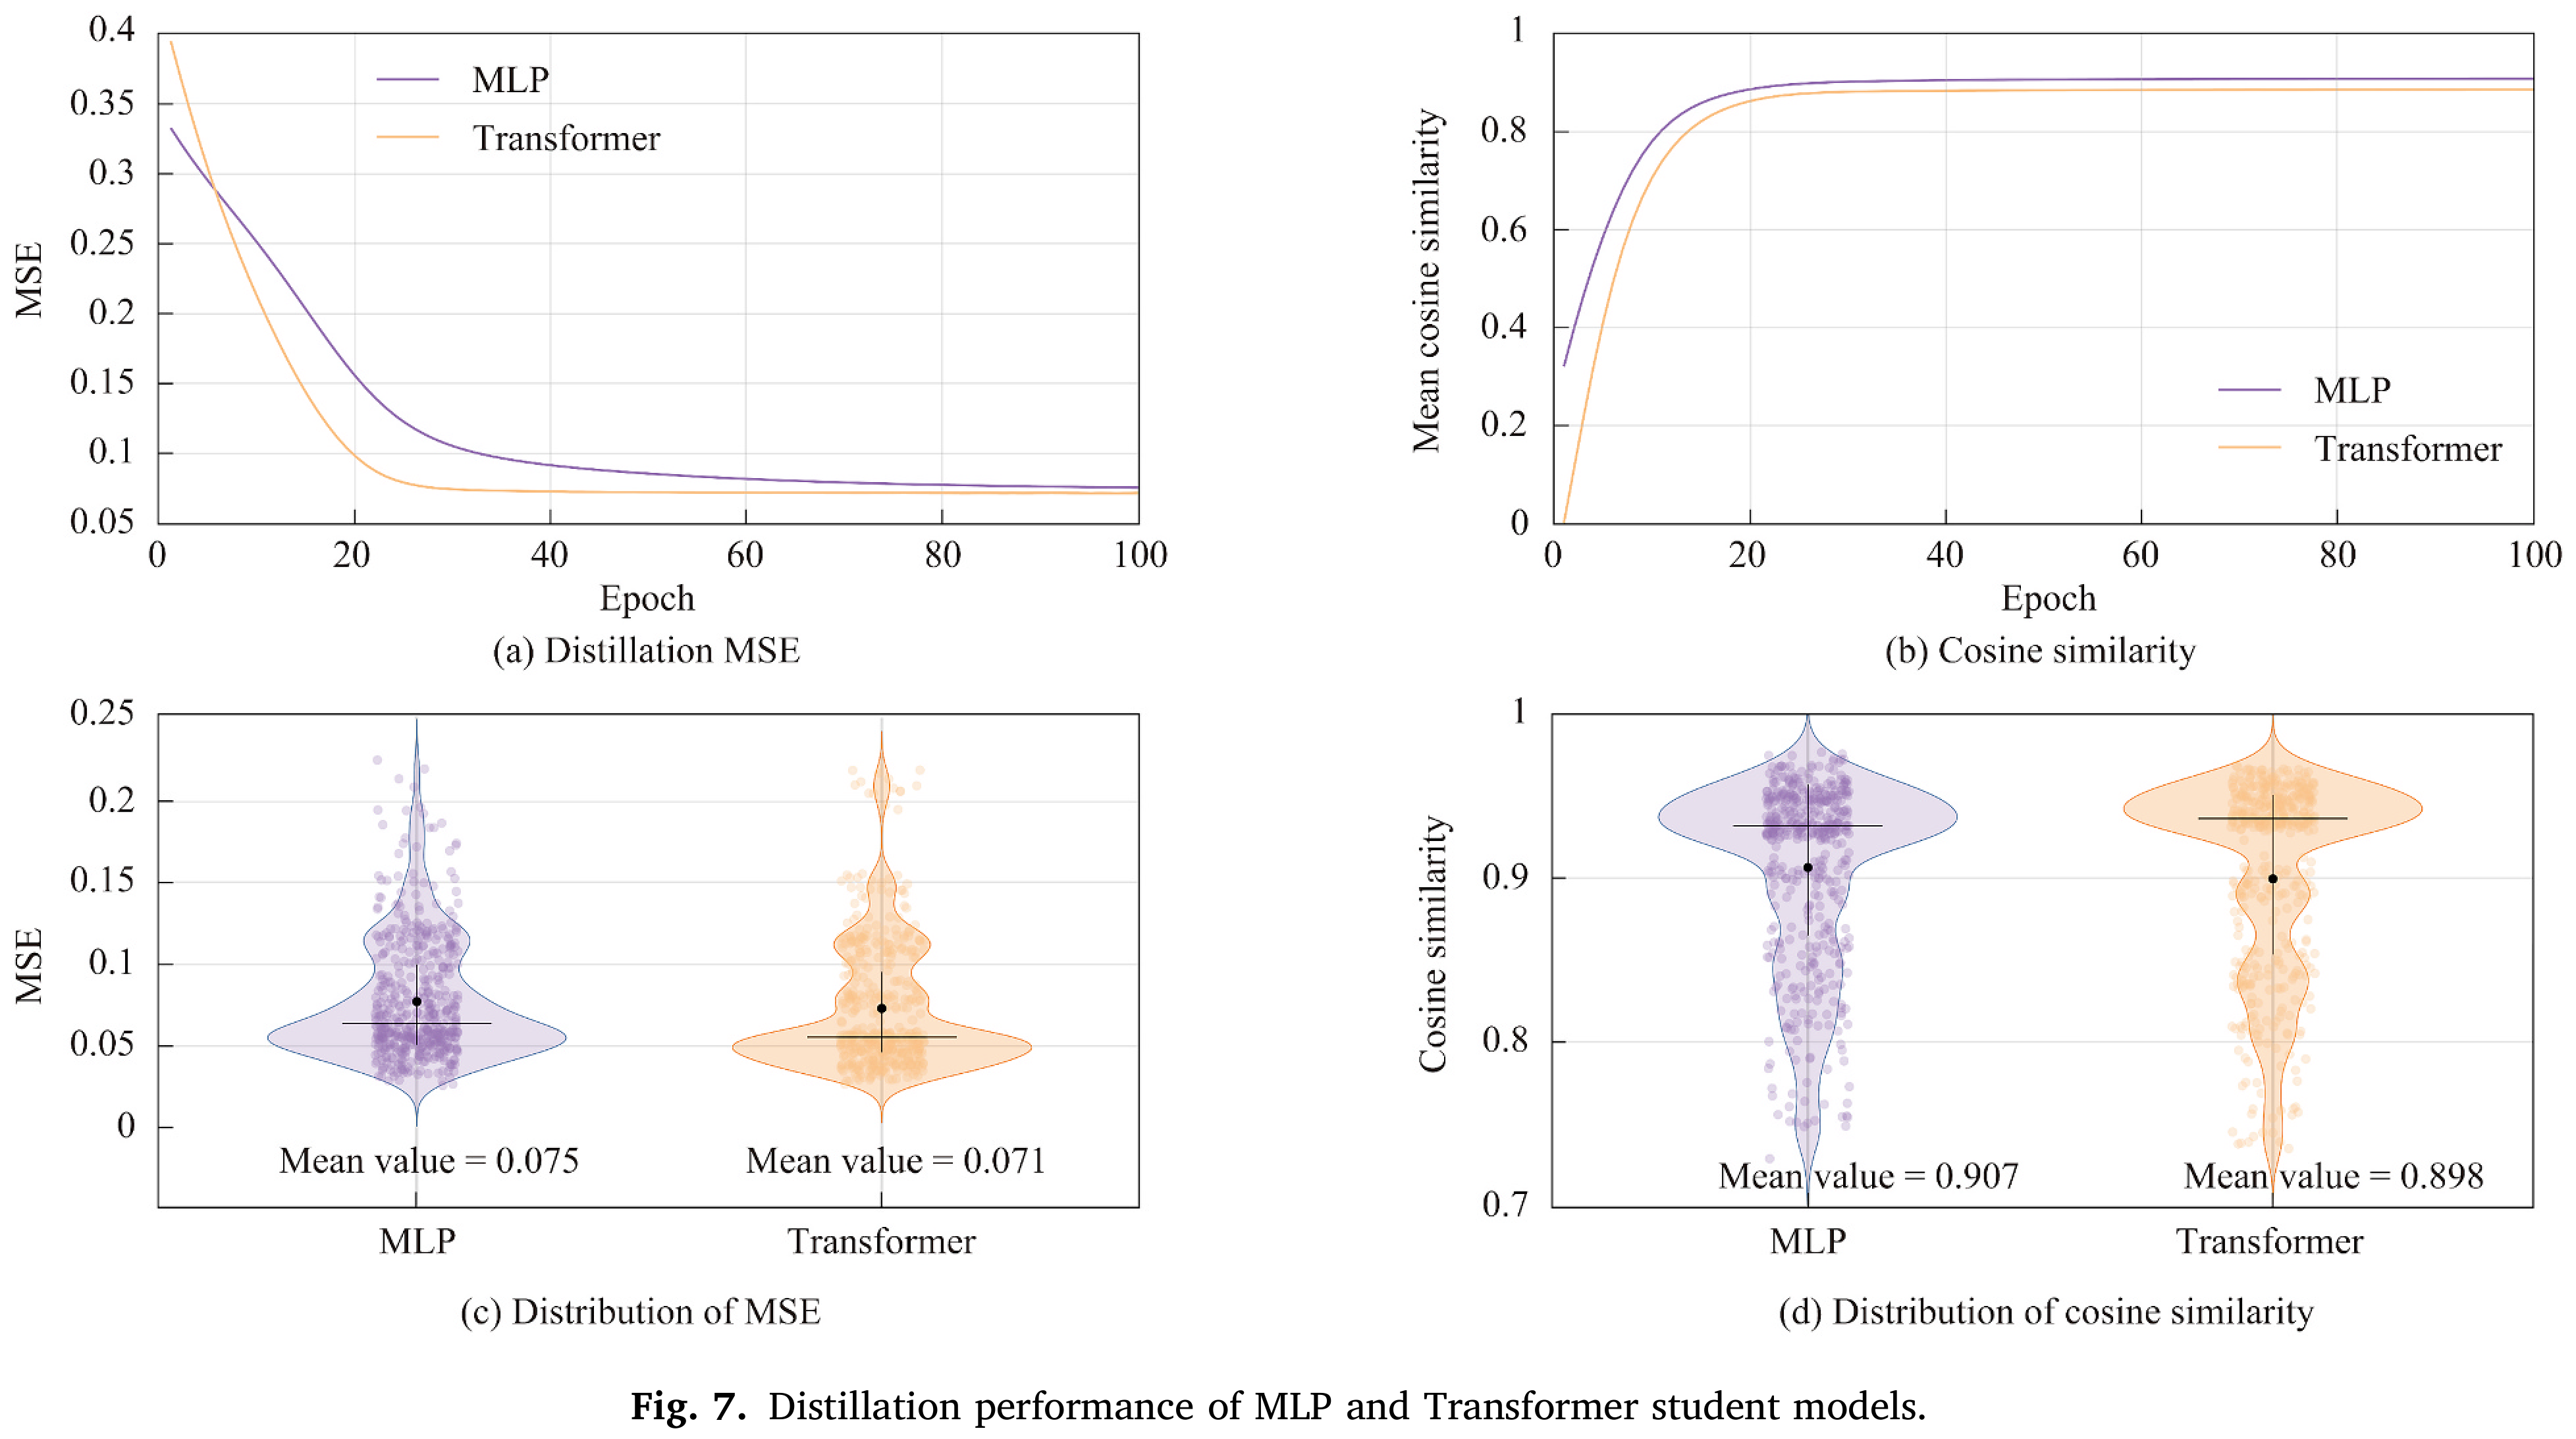 0.4
0.35
0.3
0.25
0.2
0.15
0.1
0.05
MSE
MLP
Transformer
0 20 40 60 80 100
Epoch
(a) Distillation MSE
1
0.8
0.6
0.4
0.2
0
Mean cosine similarity
MLP
Transformer
0 20 40 60 80 100
Epoch
(b) Cosine similarity
0.25
0.2
0.15
0.1
0.05
0
MSE
Mean value = 0.075 Mean value = 0.071
MLP Transformer
(c) Distribution of MSE
1
0.9
0.8
0.7
Cosine similarity
Mean value = 0.907 Mean value = 0.898
MLP Transformer
(d) Distribution of cosine similarity
Fig. 7. Distillation performance of MLP and Transformer student models.